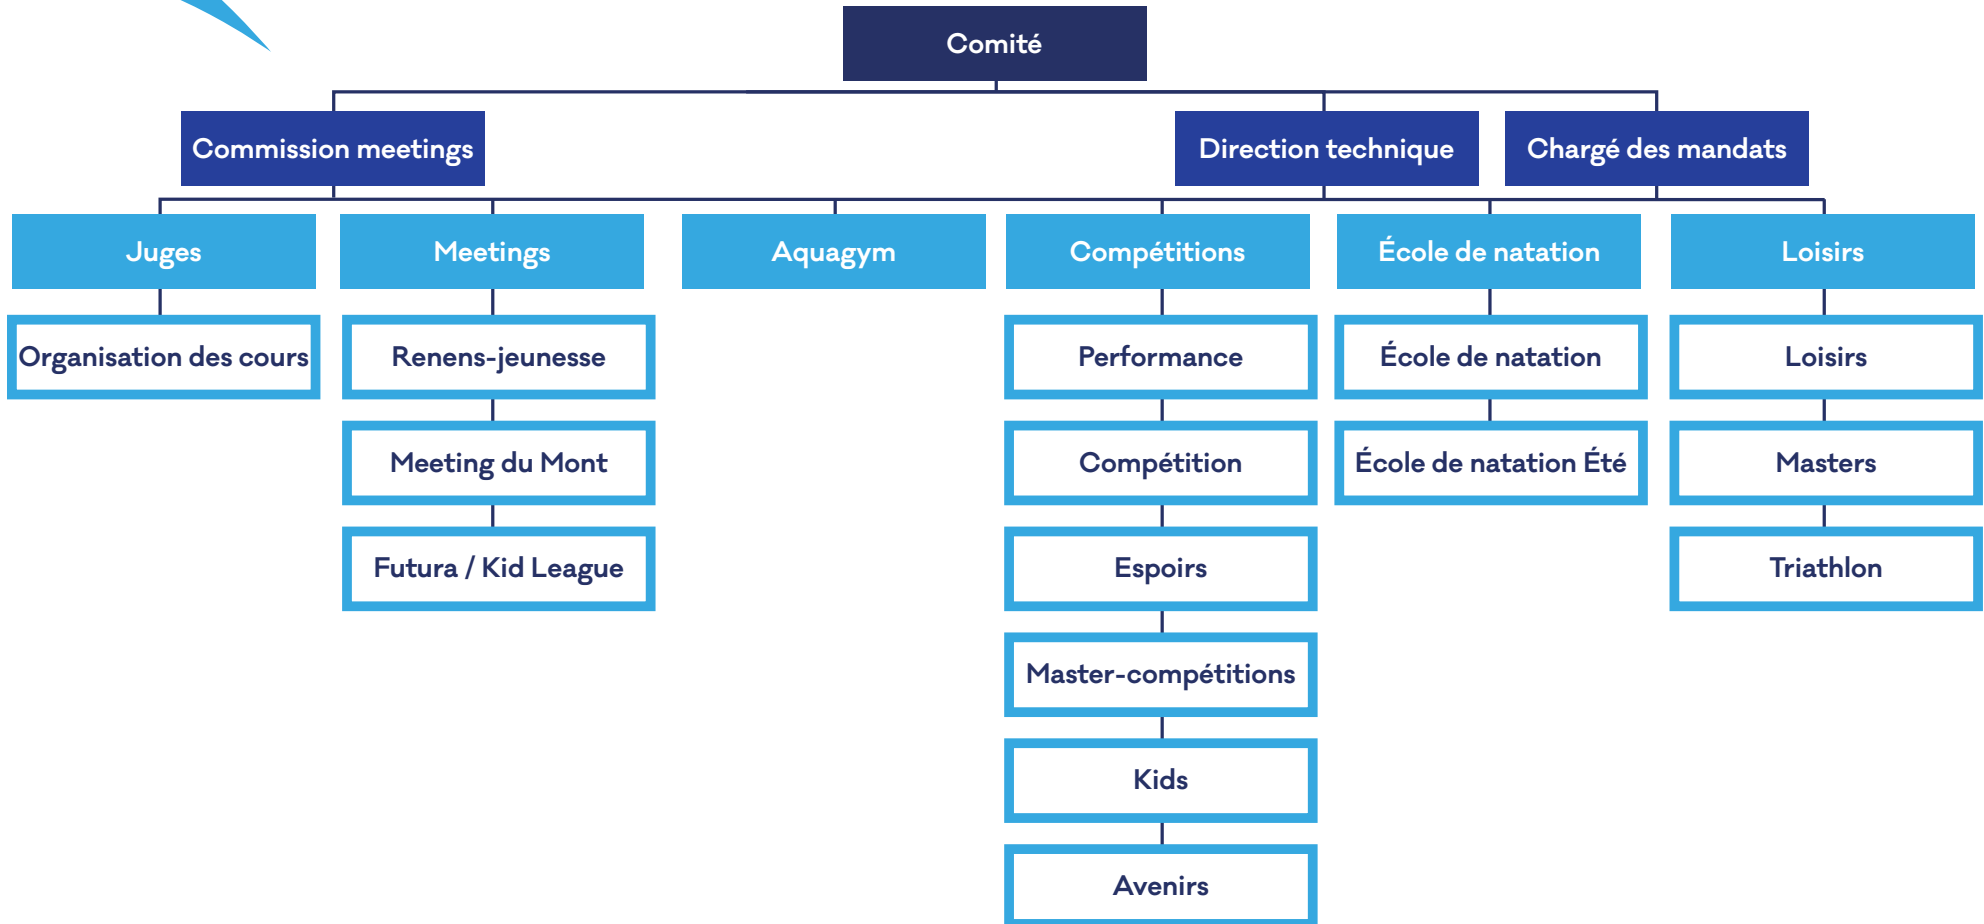 Comité
Commission meetings
Direction technique
Chargé des mandats
Juges
Meetings
Aquagym
Compétitions
École de natation
Loisirs
Organisation des cours
Renens-jeunesse
Performance
École de natation
Loisirs
Meeting du Mont
Compétition
École de natation Été
Masters
Futura / Kid League
Espoirs
Triathlon
Master-compétitions
Kids
Avenirs